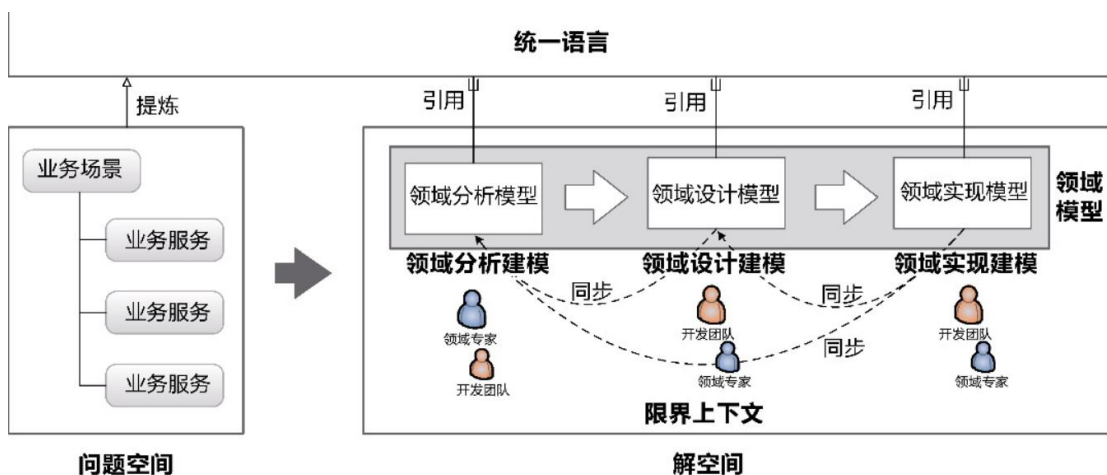 统一语言
提炼
引用
引用
引用
业务场景
业务服务
业务服务
业务服务
领域分析模型
领域设计模型
领域实现模型
领域
模型
领域分析建模
领域设计建模
领域实现建模
同步
同步
同步
领域专家
开发团队
开发团队
领域专家
开发团队
领域专家
限界上下文
问题空间
解空间